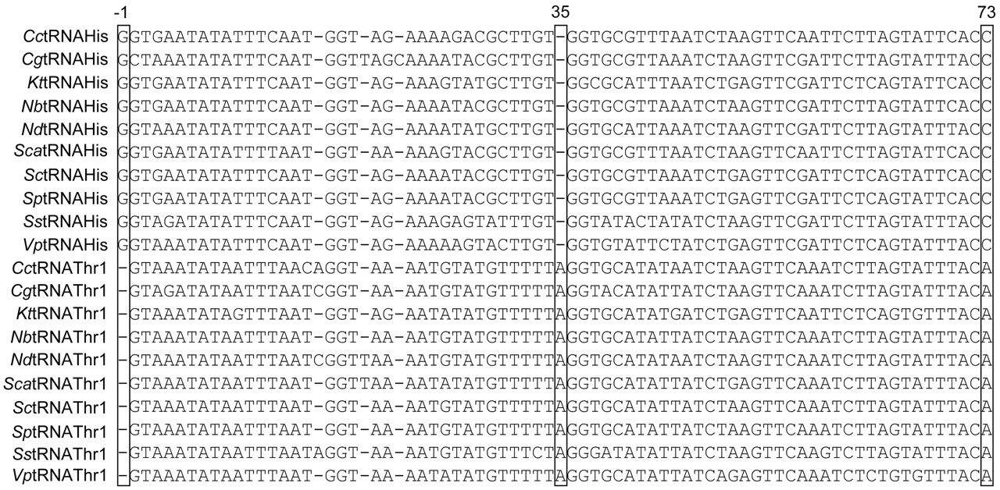 -1 35 73
CctRNAHis GGTGAATATATTTCAAT-GGT-AG-AAAAGACGCTTGT-GGTGCGTTTAATCTAAGTTCAATTCTTAGTATTCACC
CgtRNAHis GCTAAATATATTTCAAT-GGTTAGCAAAATACGCTTGT-GGTGCGTTAAATCTAAGTTCGATTCTTAGTATTTACC
KttRNAHis GGTGAATATATTTCAAT-GGT-AG-AAAGTATGCTTGT-GGCGCATTTAATCTGAGTTCGATTCTCAGTATTCACC
NbtRNAHis GGTGAATATATTTCAAT-GGT-AG-AAAATACGCTTGT-GGTGCGTTAAATCTAAGTTCGATTCTTAGTATTCACC
NdtRNAHis GGTAAATATATTTCAAT-GGT-AG-AAAATATGCTTGT-GGTGCATTAAATCTAAGTTCGATTCTTAGTATTTACC
ScatRNAHis GGTGAATATATTTTAAT-GGT-AA-AAAGTACGCTTGT-GGTGCGTTTAATCTAAGTTCAATTCTTAGTATTCACC
SctRNAHis GGTGAATATATTTCAAT-GGT-AG-AAAATACGCTTGT-GGTGCGTTAAATCTGAGTTCGATTCTCAGTATTCACC
SptRNAHis GGTGAATATATTTCAAT-GGT-AG-AAAATACGCTTGT-GGTGCGTTAAATCTGAGTTCGATTCTCAGTATTCACC
SstRNAHis GGTAGATATATTTCAAT-GGT-AG-AAAGAGTATTTGT-GGTATACTATATCTAAGTTCGATTCTTAGTATTTACC
VptRNAHis GGTAAATATATTTCAAT-GGT-AG-AAAAAGTACTTGT-GGTGTATTCTATCTGAGTTCGATTCTCAGTATTTACC
CctRNAThr1 -GTAAATATAATTTAACAGGT-AA-AATGTATGTTTTTAGGTGCATATAATCTAAGTTCAAATCTTAGTATTTACA
CgtRNAThr1 -GTAGATATAATTTAATCGGT-AA-AATGTATGTTTTTAGGTACATATTATCTAAGTTCAAATCTTAGTATTTACA
KttRNAThr1 -GTAAATATAGTTTAAT-GGT-AG-AATATATGTTTTTAGGTGCATATGATCTGAGTTCAATTCTCAGTGTTTACA
NbtRNAThr1 -GTAAATATAATTTAAT-GGT-AA-AATGTATGTTTTTAGGTGCATATTATCTAAGTTCAAATCTTAGTATTTACA
NdtRNAThr1 -GTAAATATAATTTAATCGGTTAA-AATGTATGTTTTTAGGTGCATATAATCTAAGTTCAAATCTTAGTATTTACA
ScatRNAThr1 -GTAAATATAATTTAAT-GGTTAA-AATATATGTTTTTAGGTGCATATTATCTGAGTTCAAATCTTAGTATTTACA
SctRNAThr1 -GTAAATATAATTTAAT-GGT-AA-AATGTATGTTTTTAGGTGCATATTATCTAAGTTCAAATCTTAGTATTTACA
SptRNAThr1 -GTAAATATAATTTAAT-GGT-AA-AATGTATGTTTTTAGGTGCATATTATCTAAGTTCAAATCTTAGTATTTACA
SstRNAThr1 -GTAAATATAATTTAATAGGT-AA-AATGTATGTTTCTAGGGATATATTATCTAAGTTCAAGTCTTAGTATTTACA
VptRNAThr1 -GTAAATATAATTTAAT-GGT-AA-AATATATGTTTTTAGGTGCATATTATCAGAGTTCAAATCTCTGTGTTTACA